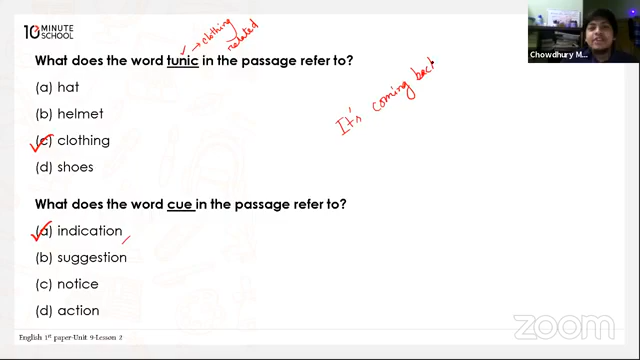 10 MINUTE SCHOOL
→ clothing related
What does the word tunic in the passage refer to?
(a) hat
(b) helmet
(c) clothing
(d) shoes
It's coming back
What does the word cue in the passage refer to?
(a) indication
(b) suggestion
(c) notice
(d) action
English 1st paper-Unit 9-Lesson 2
Chowdhury M...
zoom